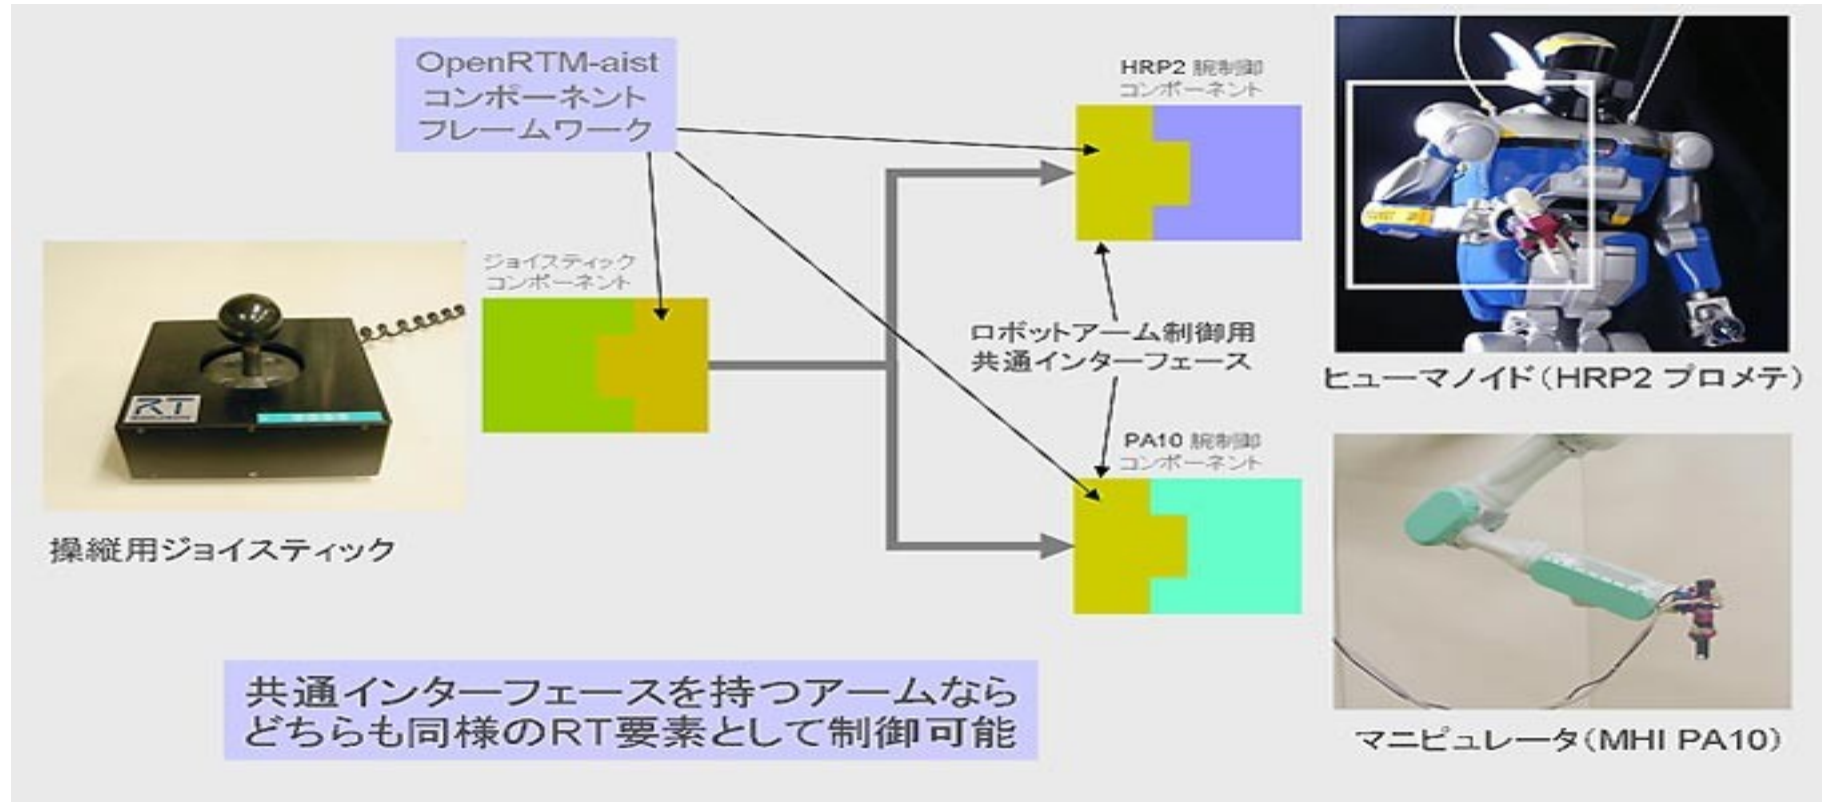 OpenRTM-aist
コンポーネント
フレームワーク
HRP2 腕制御
コンポーネント
ジョイスティック
コンポーネント
ロボットアーム制御用
共通インターフェース
ヒューマノイド(HRP2 プロメテ)
PA10 腕制御
コンポーネント
RT
操縦用ジョイスティック
共通インターフェースを持つアームなら
どちらも同様のRT要素として制御可能
マニピュレータ(MHI PA10)